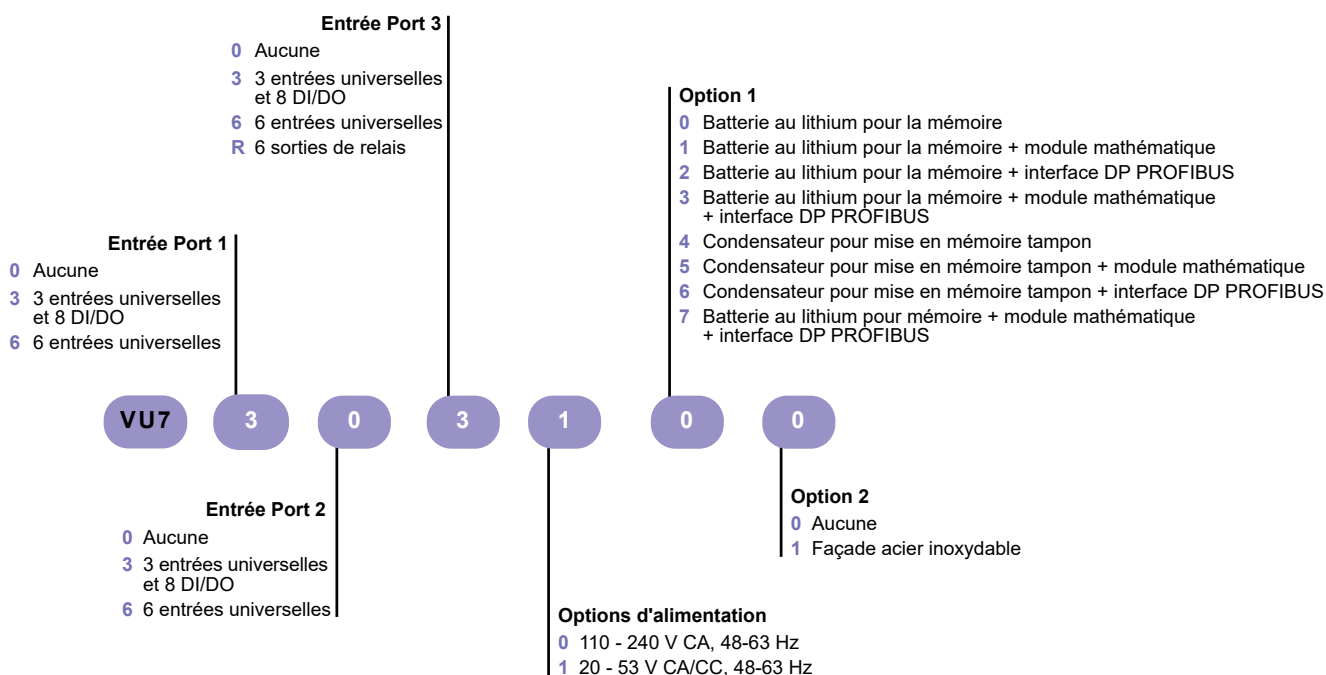 Entrée Port 3
0 Aucune
3 3 entrées universelles
et 8 DI/DO
6 6 entrées universelles
R 6 sorties de relais
Option 1
0 Batterie au lithium pour la mémoire
1 Batterie au lithium pour la mémoire + module mathématique
2 Batterie au lithium pour la mémoire + interface DP PROFIBUS
3 Batterie au lithium pour la mémoire + module mathématique
+ interface DP PROFIBUS
4 Condensateur pour mise en mémoire tampon
5 Condensateur pour mise en mémoire tampon + module mathématique
6 Condensateur pour mise en mémoire tampon + interface DP PROFIBUS
7 Batterie au lithium pour mémoire + module mathématique
+ interface DP PROFIBUS
Entrée Port 1
0 Aucune
3 3 entrées universelles
et 8 DI/DO
6 6 entrées universelles
VU7 3 0 3 1 0 0
Entrée Port 2
0 Aucune
3 3 entrées universelles
et 8 DI/DO
6 6 entrées universelles
Option 2
0 Aucune
1 Façade acier inoxydable
Options d'alimentation
0 110 - 240 V CA, 48-63 Hz
1 20 - 53 V CA/CC, 48-63 Hz